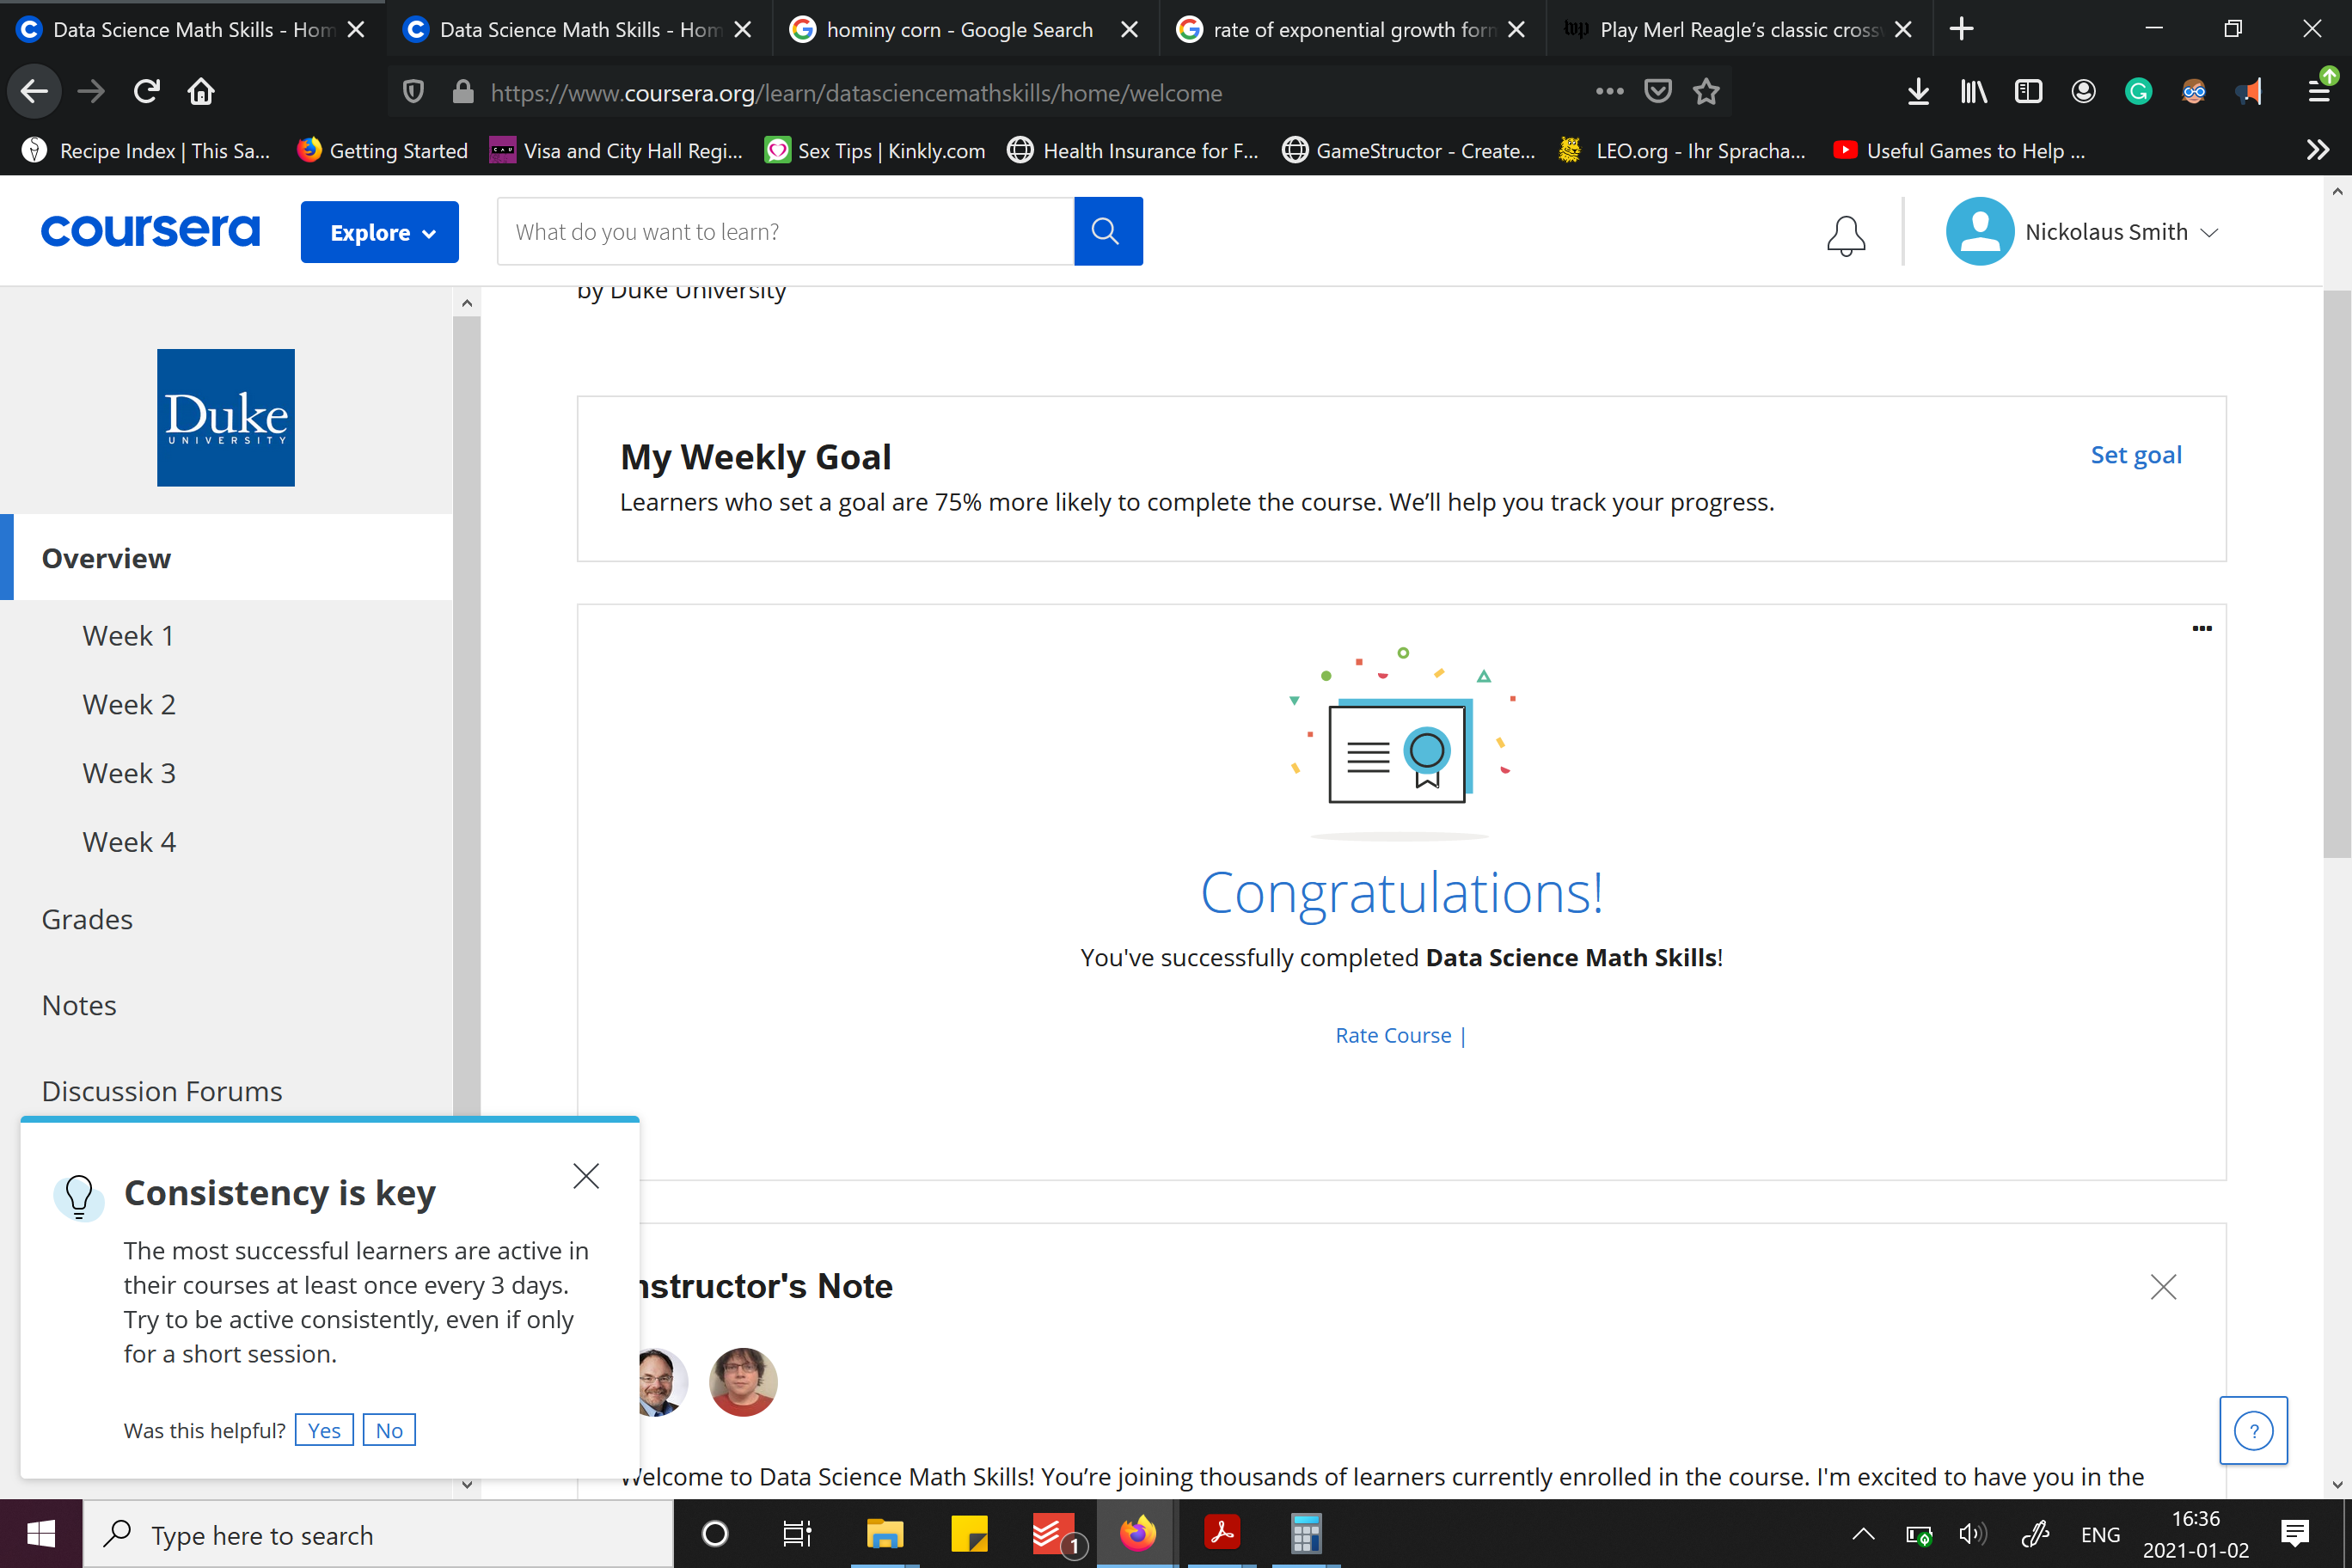 Data Science Math Skills - Hom
Data Science Math Skills - Hom
hominy corn - Google Search
rate of exponential growth form
wp
Play Merl Reagle's classic cross
https://www.coursera.org/learn/datasciencemathskills/home/welcome
Recipe Index | This Sa...
Getting Started
CAU
Visa and City Hall Regi...
Sex Tips | Kinkly.com
Health Insurance for F...
GameStructor - Create...
LEO.org - Ihr Spracha...
Useful Games to Help ...
coursera
Explore
What do you want to learn?
Nickolaus Smith
by Duke University
Duke
UNIVERSITY
My Weekly Goal
Set goal
Learners who set a goal are 75% more likely to complete the course. We’ll help you track your progress.
Overview
Week 1
Week 2
Week 3
Week 4
Grades
Notes
Discussion Forums
Congratulations!
You've successfully completed Data Science Math Skills!
Rate Course |
Consistency is key
The most successful learners are active in
their courses at least once every 3 days.
Try to be active consistently, even if only
for a short session.
Was this helpful? Yes No
nstructor's Note
Welcome to Data Science Math Skills! You’re joining thousands of learners currently enrolled in the course. I'm excited to have you in the
?
Type here to search
1
ENG
16:36
2021-01-02